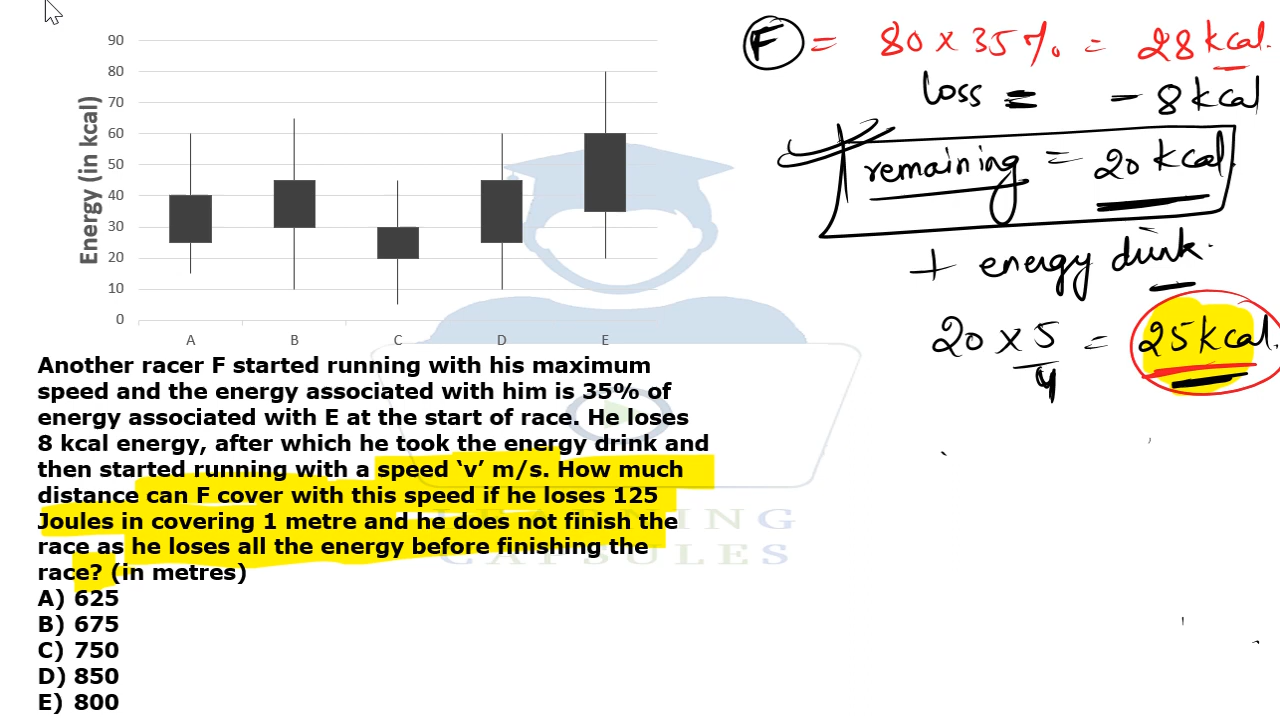 90
80
70
60
50
40
30
20
10
0
Energy (in kcal)
A B C D E
F = 80 x 35% = 28 kcal.
loss = - 8 kcal
remaining = 20 kcal.
+ energy drink.
20 x 5/4 = 25 kcal.
Another racer F started running with his maximum
speed and the energy associated with him is 35% of
energy associated with E at the start of race. He loses
8 kcal energy, after which he took the energy drink and
then started running with a speed ‘v’ m/s. How much
distance can F cover with this speed if he loses 125
Joules in covering 1 metre and he does not finish the
race as he loses all the energy before finishing the
race? (in metres)
A) 625
B) 675
C) 750
D) 850
E) 800
LEARNING
CAPSULES